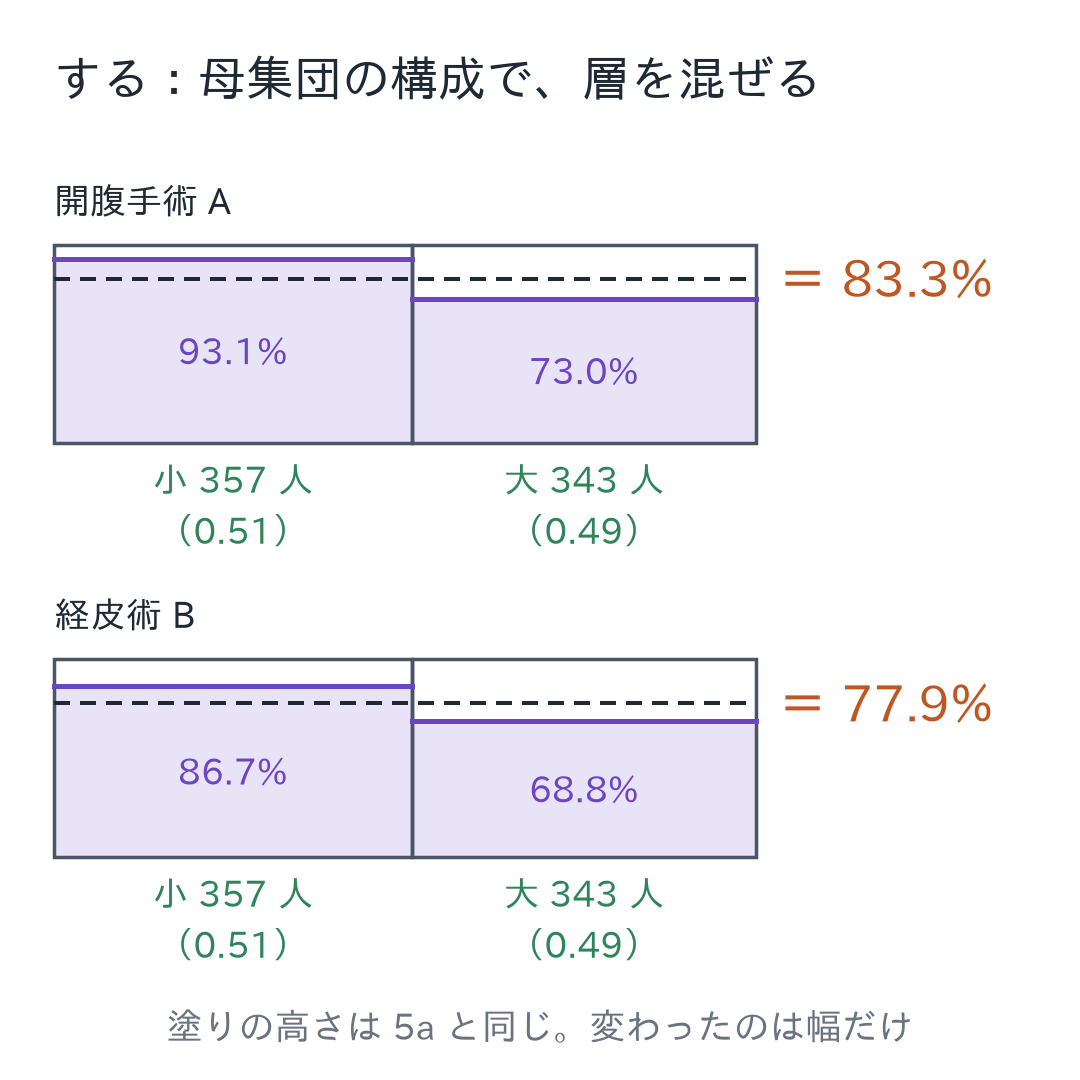 する：母集団の構成で、層を混ぜる
開腹手術 A
＝ 83.3%
93.1%
73.0%
小 357 人
大 343 人
（0.51）
（0.49）
経皮術 B
＝ 77.9%
86.7%
68.8%
小 357 人
大 343 人
（0.51）
（0.49）
塗りの高さは 5a と同じ。変わったのは幅だけ